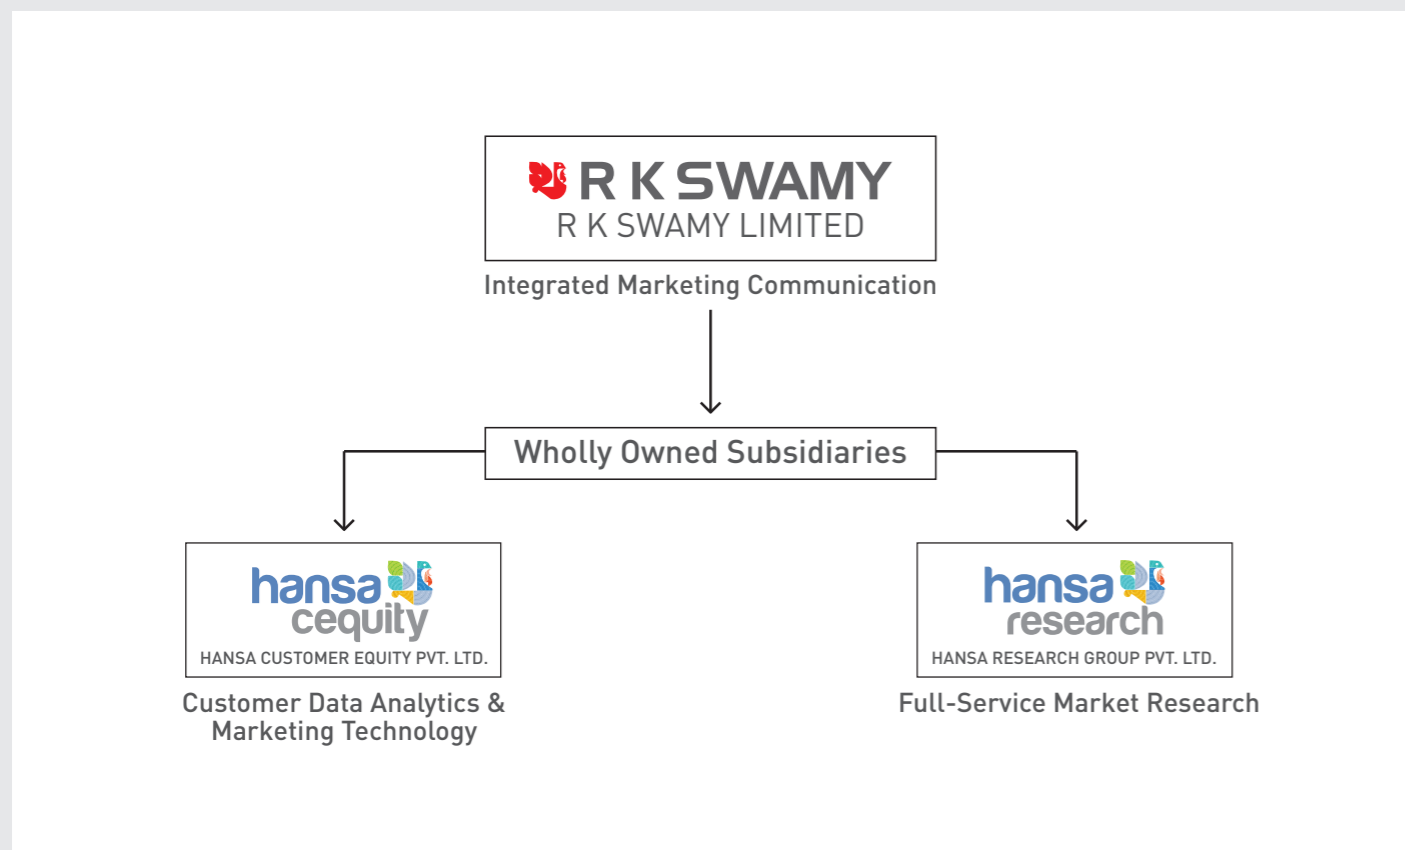 R K SWAMY
R K SWAMY LIMITED
Integrated Marketing Communication
Wholly Owned Subsidiaries
hansa
cequity
HANSA CUSTOMER EQUITY PVT. LTD.
Customer Data Analytics &
Marketing Technology
hansa
research
HANSA RESEARCH GROUP PVT. LTD.
Full-Service Market Research